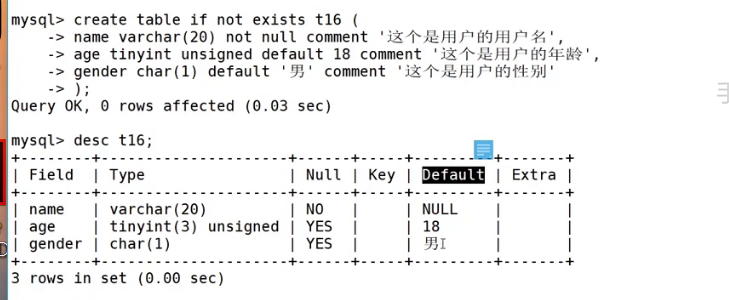 mysql> create table if not exists t16 (
    -> name varchar(20) not null comment '这个是用户的用户名',
    -> age tinyint unsigned default 18 comment '这个是用户的年龄',
    -> gender char(1) default '男' comment '这个是用户的性别'
    -> );
Query OK, 0 rows affected (0.03 sec)
mysql> desc t16;
+--------+---------------------+------+-----+---------+-------+
| Field  | Type                | Null | Key | Default | Extra |
+--------+---------------------+------+-----+---------+-------+
| name   | varchar(20)         | NO   |     | NULL    |       |
| age    | tinyint(3) unsigned | YES  |     | 18      |       |
| gender | char(1)             | YES  |     | 男      |       |
+--------+---------------------+------+-----+---------+-------+
3 rows in set (0.00 sec)